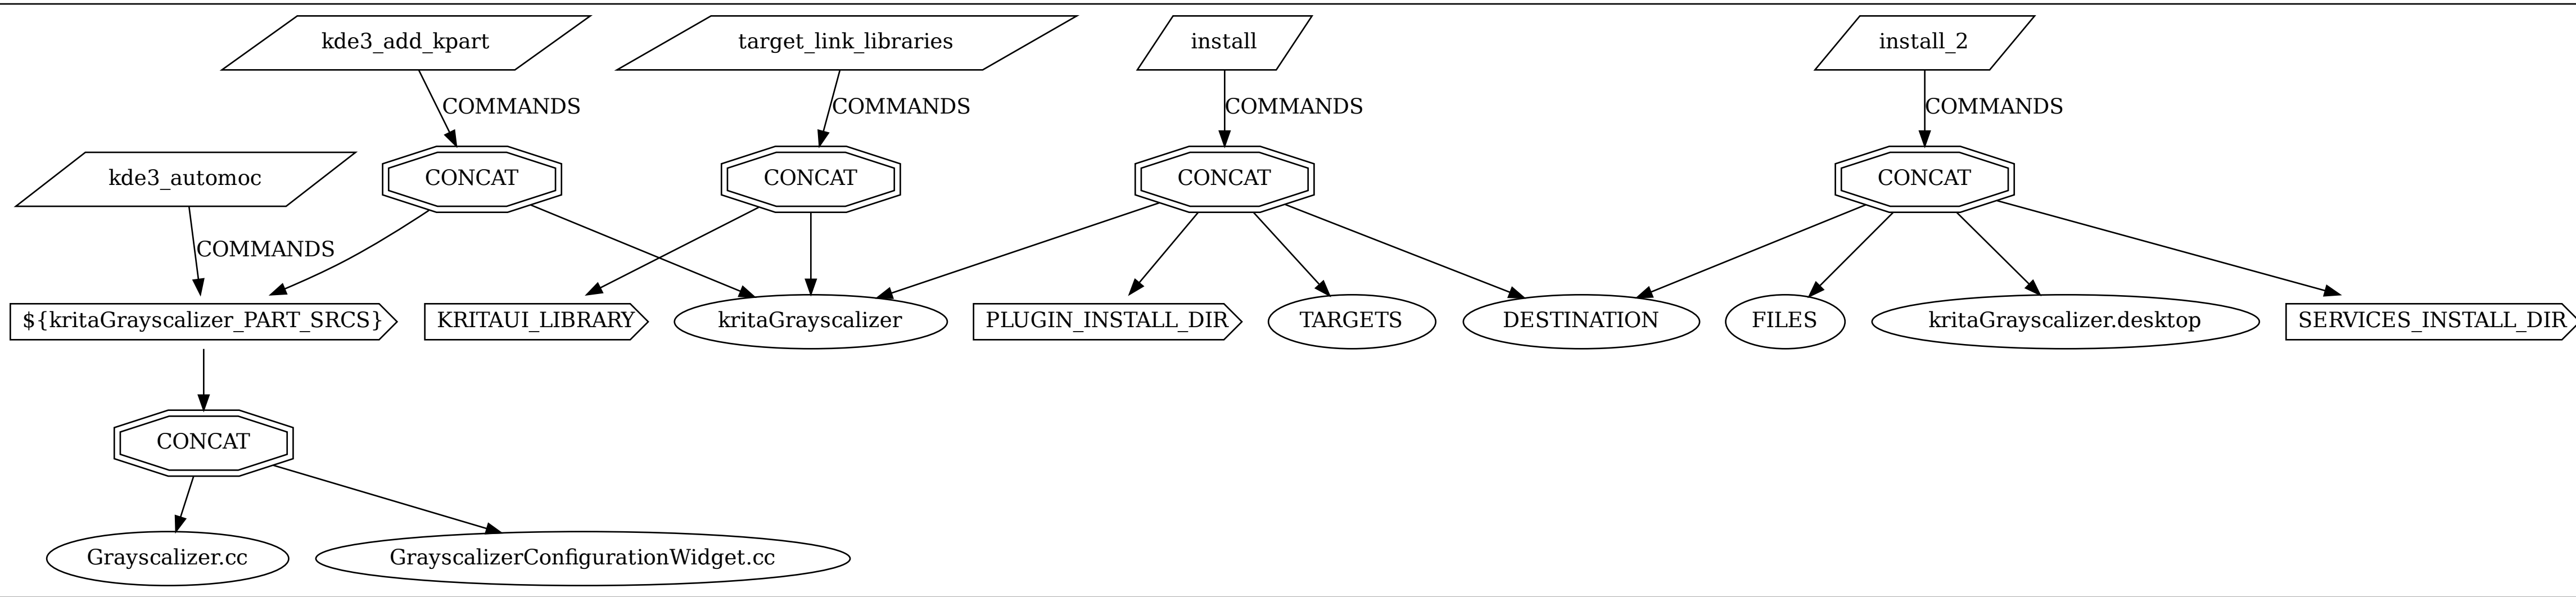 kde3_add_kpart
target_link_libraries
install
install_2
COMMANDS
COMMANDS
COMMANDS
COMMANDS
kde3_automoc
CONCAT
CONCAT
CONCAT
CONCAT
COMMANDS
${kritaGrayscalizer_PART_SRCS}
KRITAUI_LIBRARY
kritaGrayscalizer
PLUGIN_INSTALL_DIR
TARGETS
DESTINATION
FILES
kritaGrayscalizer.desktop
SERVICES_INSTALL_DIR
CONCAT
Grayscalizer.cc
GrayscalizerConfigurationWidget.cc